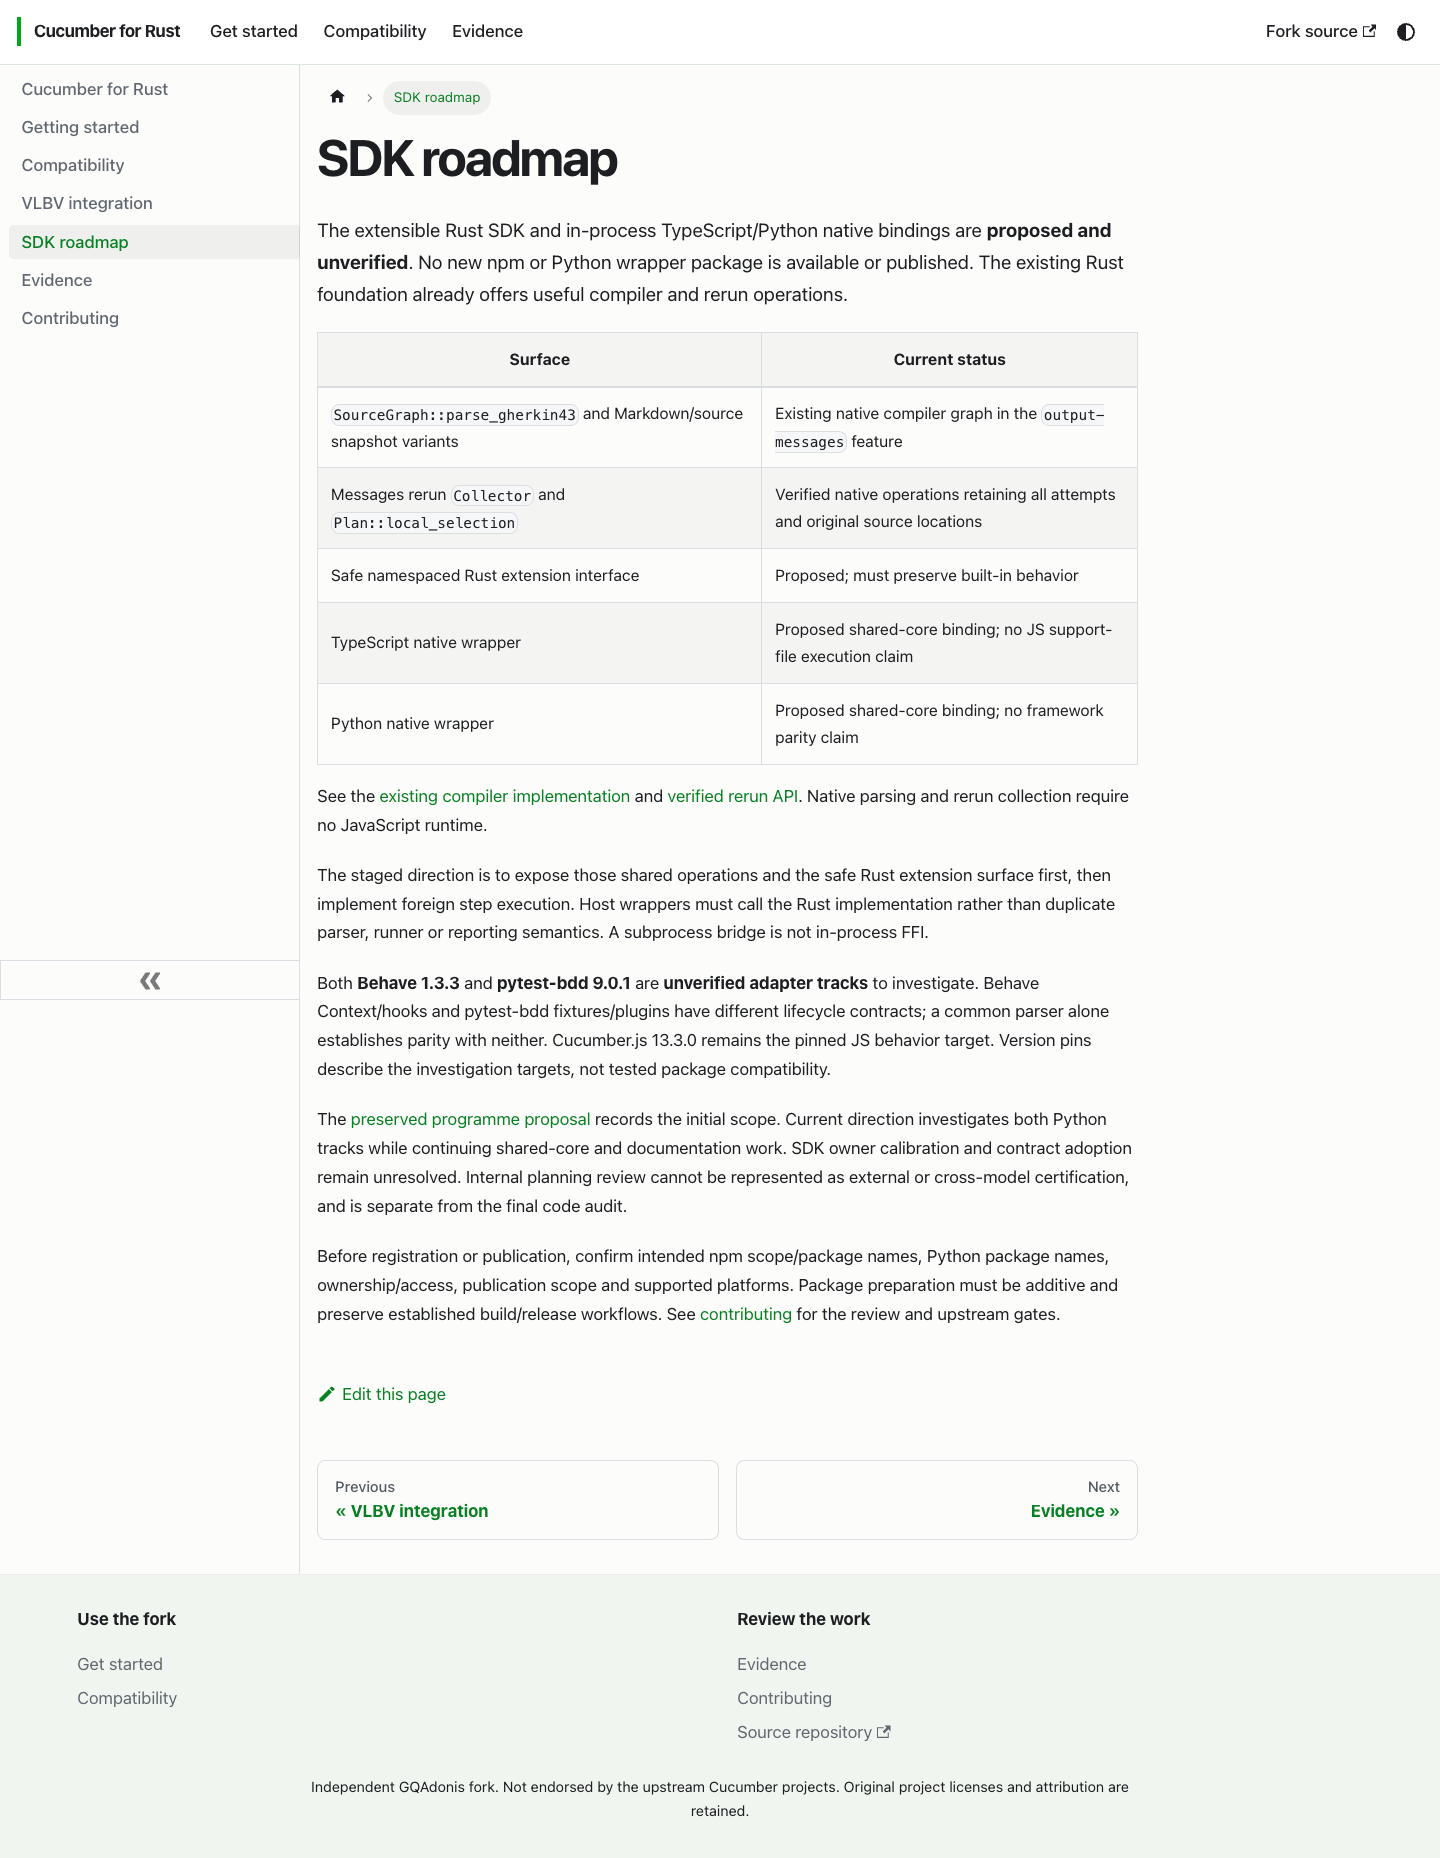 Cucumber for Rust
Get started
Compatibility
Evidence
Fork source
Cucumber for Rust
Getting started
Compatibility
VLBV integration
SDK roadmap
Evidence
Contributing
SDK roadmap
SDK roadmap
The extensible Rust SDK and in-process TypeScript/Python native bindings are proposed and
unverified. No new npm or Python wrapper package is available or published. The existing Rust
foundation already offers useful compiler and rerun operations.
Surface
Current status
SourceGraph::parse_gherkin43 and Markdown/source
snapshot variants
Existing native compiler graph in the output-
messages feature
Messages rerun Collector and
Plan::local_selection
Verified native operations retaining all attempts
and original source locations
Safe namespaced Rust extension interface
Proposed; must preserve built-in behavior
TypeScript native wrapper
Proposed shared-core binding; no JS support-
file execution claim
Python native wrapper
Proposed shared-core binding; no framework
parity claim
See the existing compiler implementation and verified rerun API. Native parsing and rerun collection require
no JavaScript runtime.
The staged direction is to expose those shared operations and the safe Rust extension surface first, then
implement foreign step execution. Host wrappers must call the Rust implementation rather than duplicate
parser, runner or reporting semantics. A subprocess bridge is not in-process FFI.
Both Behave 1.3.3 and pytest-bdd 9.0.1 are unverified adapter tracks to investigate. Behave
Context/hooks and pytest-bdd fixtures/plugins have different lifecycle contracts; a common parser alone
establishes parity with neither. Cucumber.js 13.3.0 remains the pinned JS behavior target. Version pins
describe the investigation targets, not tested package compatibility.
The preserved programme proposal records the initial scope. Current direction investigates both Python
tracks while continuing shared-core and documentation work. SDK owner calibration and contract adoption
remain unresolved. Internal planning review cannot be represented as external or cross-model certification,
and is separate from the final code audit.
Before registration or publication, confirm intended npm scope/package names, Python package names,
ownership/access, publication scope and supported platforms. Package preparation must be additive and
preserve established build/release workflows. See contributing for the review and upstream gates.
Edit this page
Previous
« VLBV integration
Next
Evidence »
Use the fork
Get started
Compatibility
Review the work
Evidence
Contributing
Source repository
Independent GQAdonis fork. Not endorsed by the upstream Cucumber projects. Original project licenses and attribution are
retained.